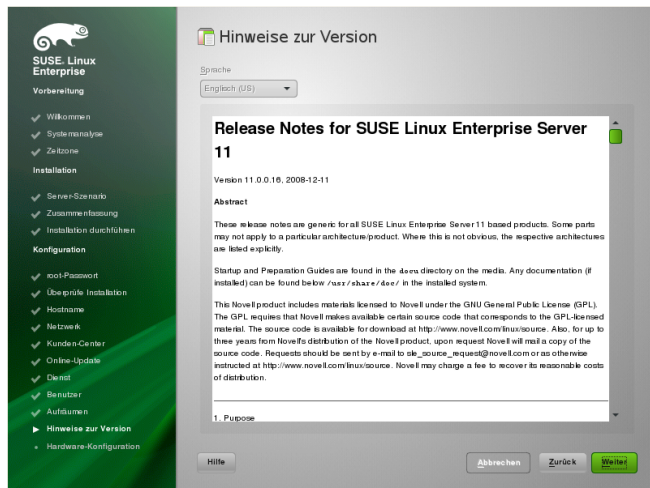 SUSE. Linux
Enterprise
Vorbereitung
Willkommen
Systemanalyse
Zeitzone
Installation
Server-Szenario
Zusammenfassung
Installation durchführen
Konfiguration
root-Passwort
Überprüfe Installation
Hostname
Netzwerk
Kunden-Center
Online-Update
Dienst
Benutzer
Aufräumen
Hinweise zur Version
Hardware-Konfiguration
Hinweise zur Version
Sprache
Englisch (US)
Release Notes for SUSE Linux Enterprise Server
11
Version 11.0.0.16, 2008-12-11
Abstract
These release notes are generic for all SUSE Linux Enterprise Server 11 based products. Some parts
may not apply to a particular architecture/product. Where this is not obvious, the respective architectures
are listed explicitly.
Startup and Preparation Guides are found in the docu directory on the media. Any documentation (if
installed) can be found below /usr/share/doc/ in the installed system.
This Novell product includes materials licensed to Novell under the GNU General Public License (GPL).
The GPL requires that Novell makes available certain source code that corresponds to the GPL-licensed
material. The source code is available for download at http://www.novell.com/linux/source. Also, for up to
three years from Novell's distribution of the Novell product, upon request Novell will mail a copy of the
source code. Requests should be sent by e-mail to sle_source_request@novell.com or as otherwise
instructed at http://www.novell.com/linux/source. Novell may charge a fee to recover its reasonable costs
of distribution.
1. Purpose
Hilfe
Abbrechen
Zurück
Weiter